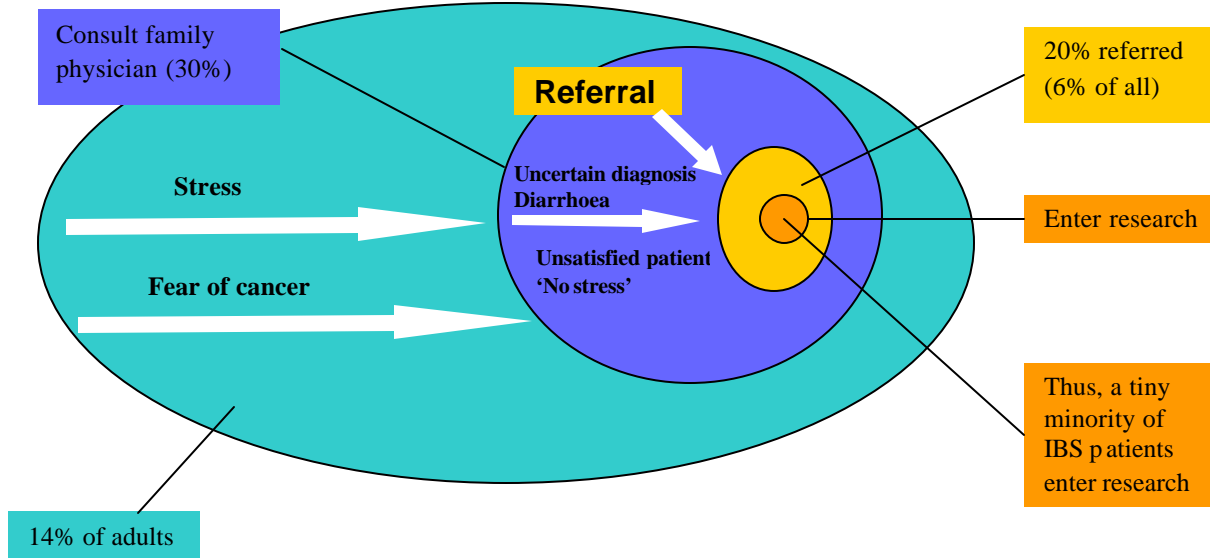 Consult family
physician (30%)
20% referred
(6% of all)
Referral
Stress
Uncertain diagnosis
Diarrhoea
Enter research
Unsatisfied patient
‘No stress’
Fear of cancer
Thus, a tiny
minority of
IBS patients
enter research
14% of adults